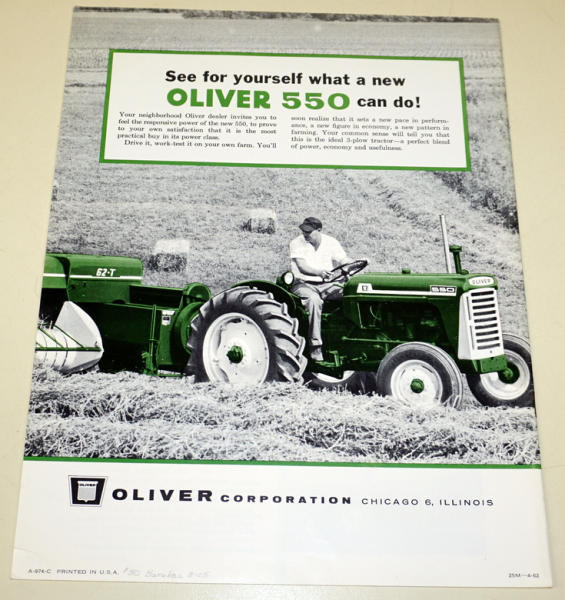 See for yourself what a new
OLIVER 550 can do!
Your neighborhood Oliver dealer invites you to
feel the responsive power of the new 550, to prove
to your own satisfaction that it is the most
practical buy in its power class.
Drive it, work-test it on your own farm. You'll
soon realize that it sets a new pace in perform-
ance, a new figure in economy, a new pattern in
farming. Your common sense will tell you that
this is the ideal 3-plow tractor—a perfect blend
of power, economy and usefulness.
62-T
OLIVER
550
OLIVER
OLIVER CORPORATION CHICAGO 6, ILLINOIS
A-974-C PRINTED IN U.S.A.
25M—4-62